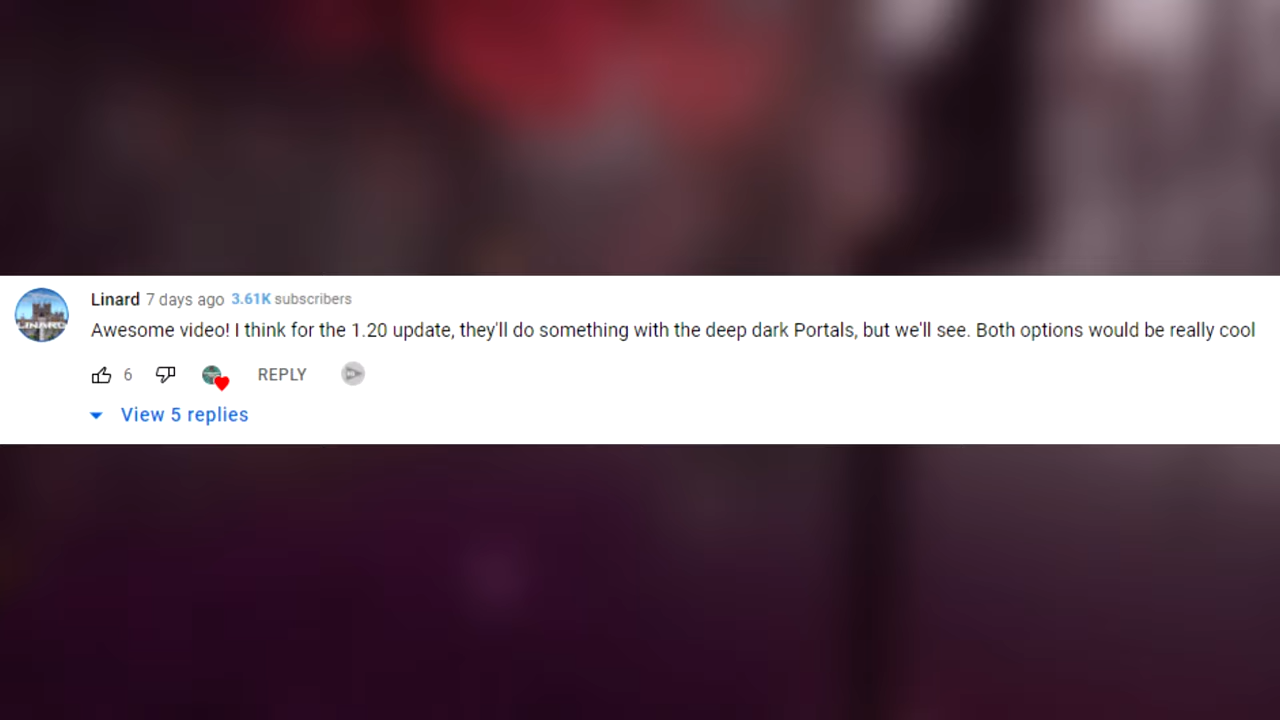 Linard 7 days ago 3.61K subscribers
Awesome video! I think for the 1.20 update, they'll do something with the deep dark Portals, but we'll see. Both options would be really cool
6 REPLY
View 5 replies
LINARD